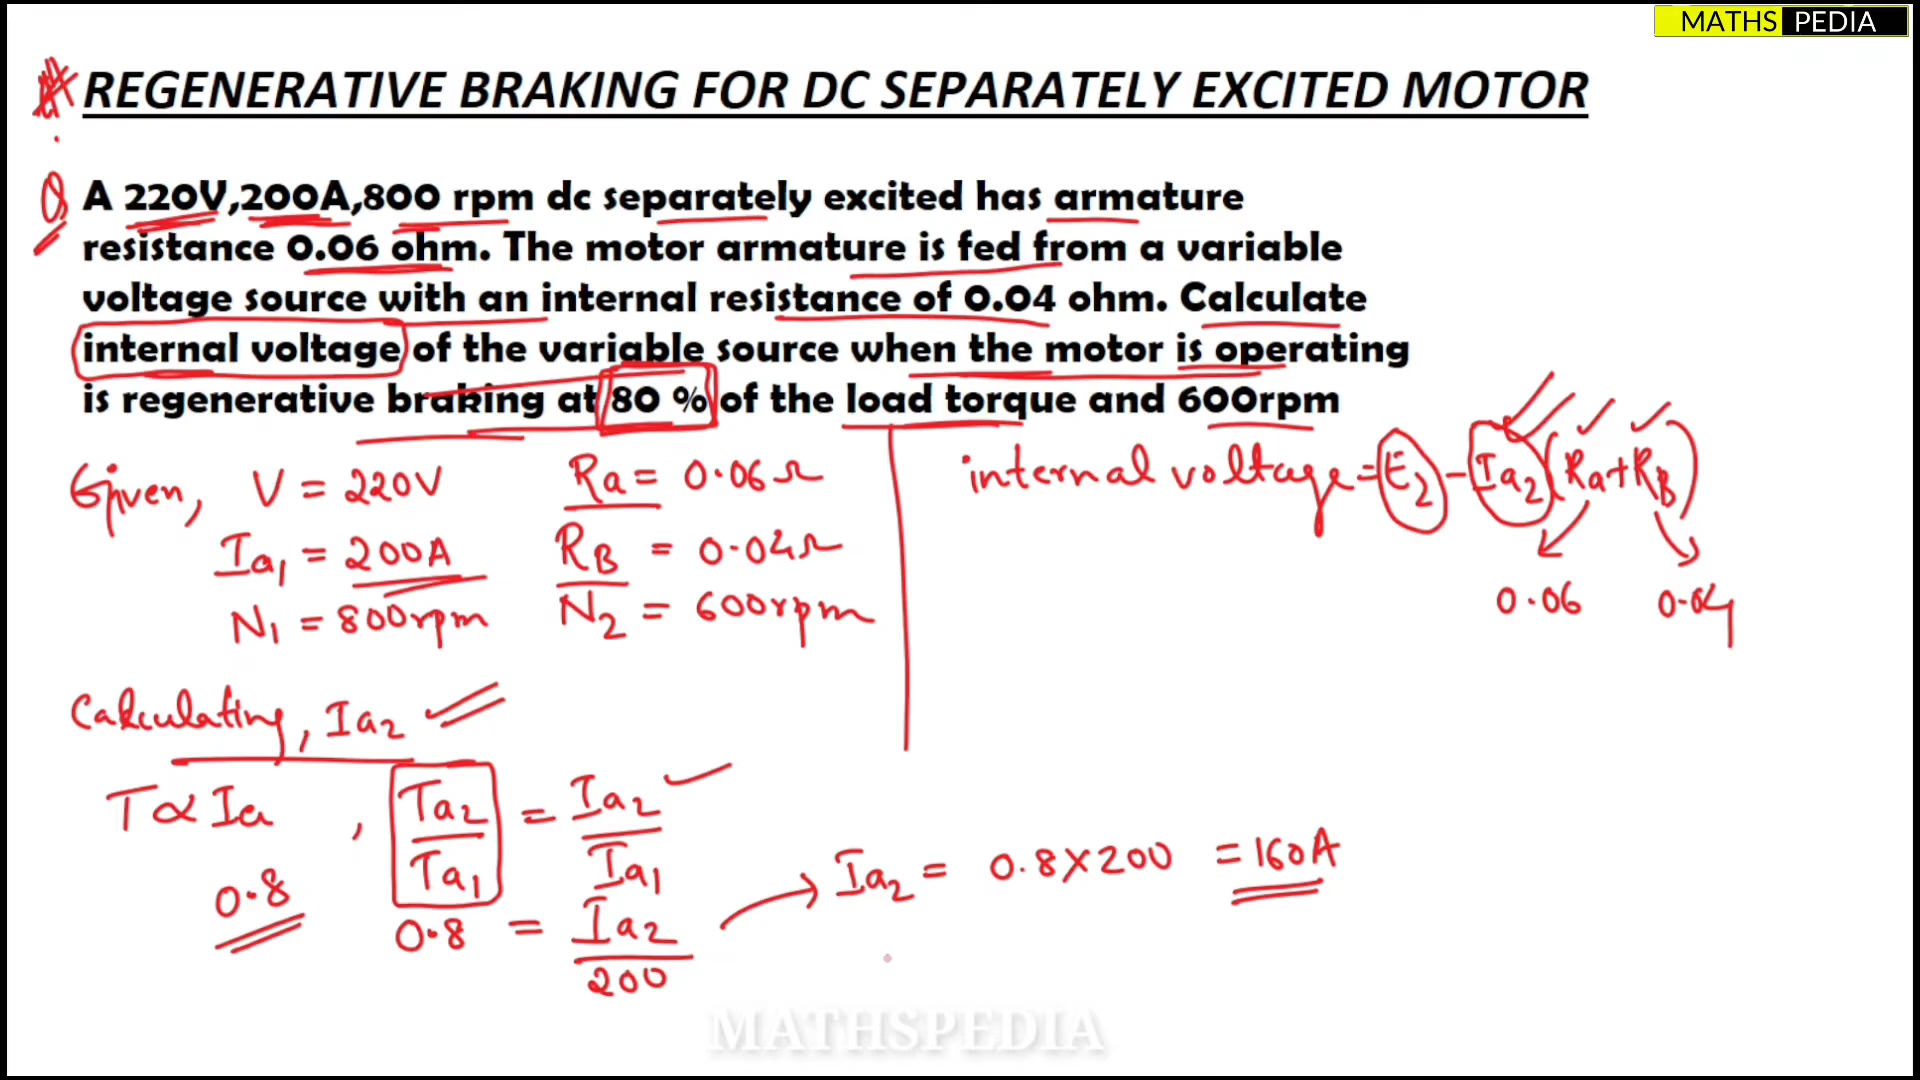 MATHS PEDIA
REGENERATIVE BRAKING FOR DC SEPARATELY EXCITED MOTOR
Q A 220V,200A,800 rpm dc separately excited has armature
resistance 0.06 ohm. The motor armature is fed from a variable
voltage source with an internal resistance of 0.04 ohm. Calculate
internal voltage of the variable source when the motor is operating
is regenerative braking at 80 % of the load torque and 600rpm
Given, V = 220V Ra = 0.06Ω
Ia1 = 200A RB = 0.04Ω
N1 = 800rpm N2 = 600rpm
internal voltage = E2 - Ia2 (Ra+RB)
0.06 0.04
Calculating, Ia2
T ∝ Ia , Ta2/Ta1 = Ia2/Ia1
0.8
0.8 = Ia2/200
Ia2 = 0.8×200 = 160A
MATHSPEDIA